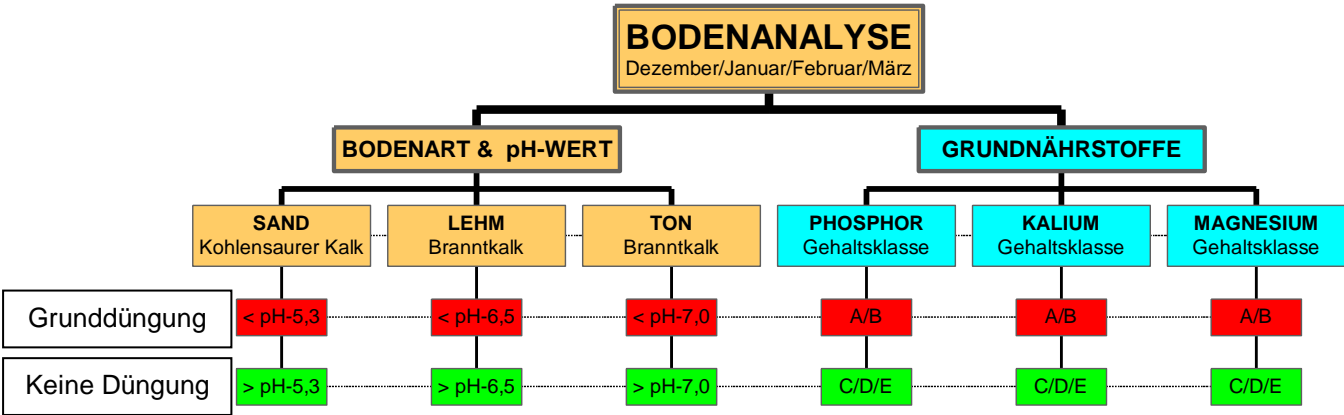 BODENANALYSE
Dezember/Januar/Februar/März
BODENART & pH-WERT
GRUNDNÄHRSTOFFE
SAND
Kohlensaurer Kalk
LEHM
Branntkalk
TON
Branntkalk
PHOSPHOR
Gehaltsklasse
KALIUM
Gehaltsklasse
MAGNESIUM
Gehaltsklasse
Grunddüngung
< pH-5,3
< pH-6,5
< pH-7,0
A/B
A/B
A/B
Keine Düngung
> pH-5,3
> pH-6,5
> pH-7,0
C/D/E
C/D/E
C/D/E